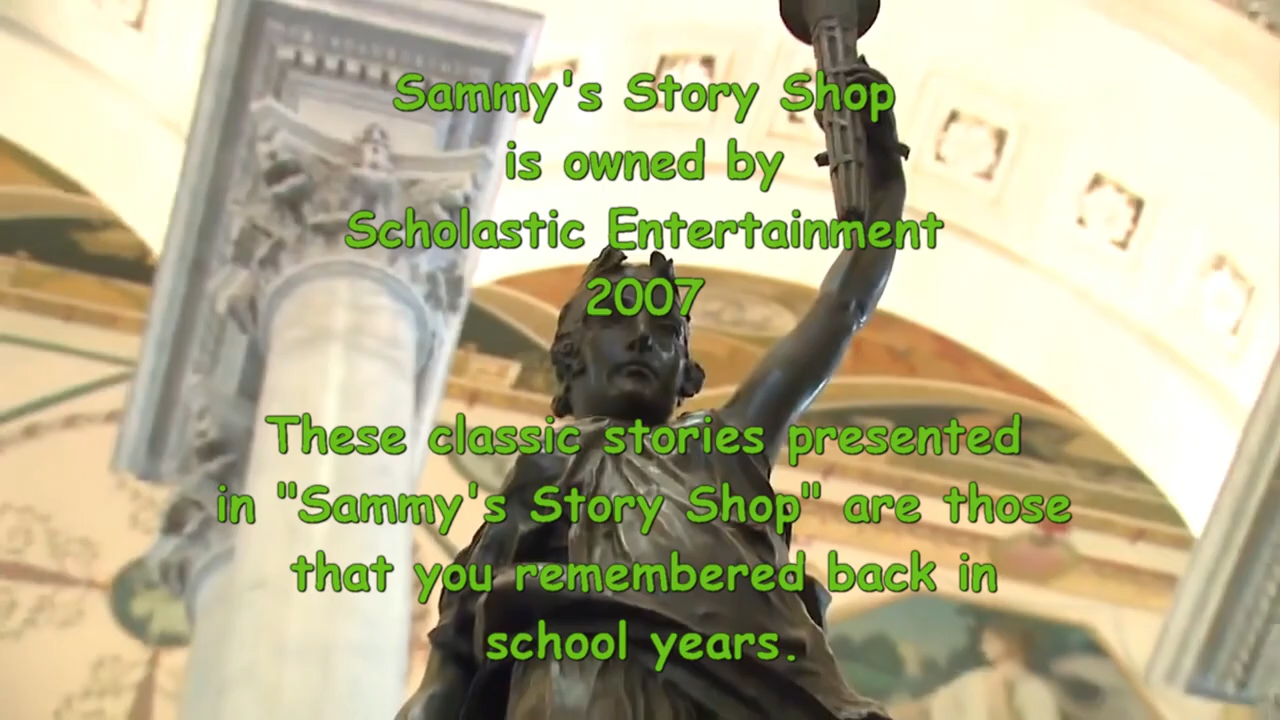 Sammy's Story Shop
is owned by
Scholastic Entertainment
2007
These classic stories presented
in "Sammy's Story Shop" are those
that you remembered back in
school years.